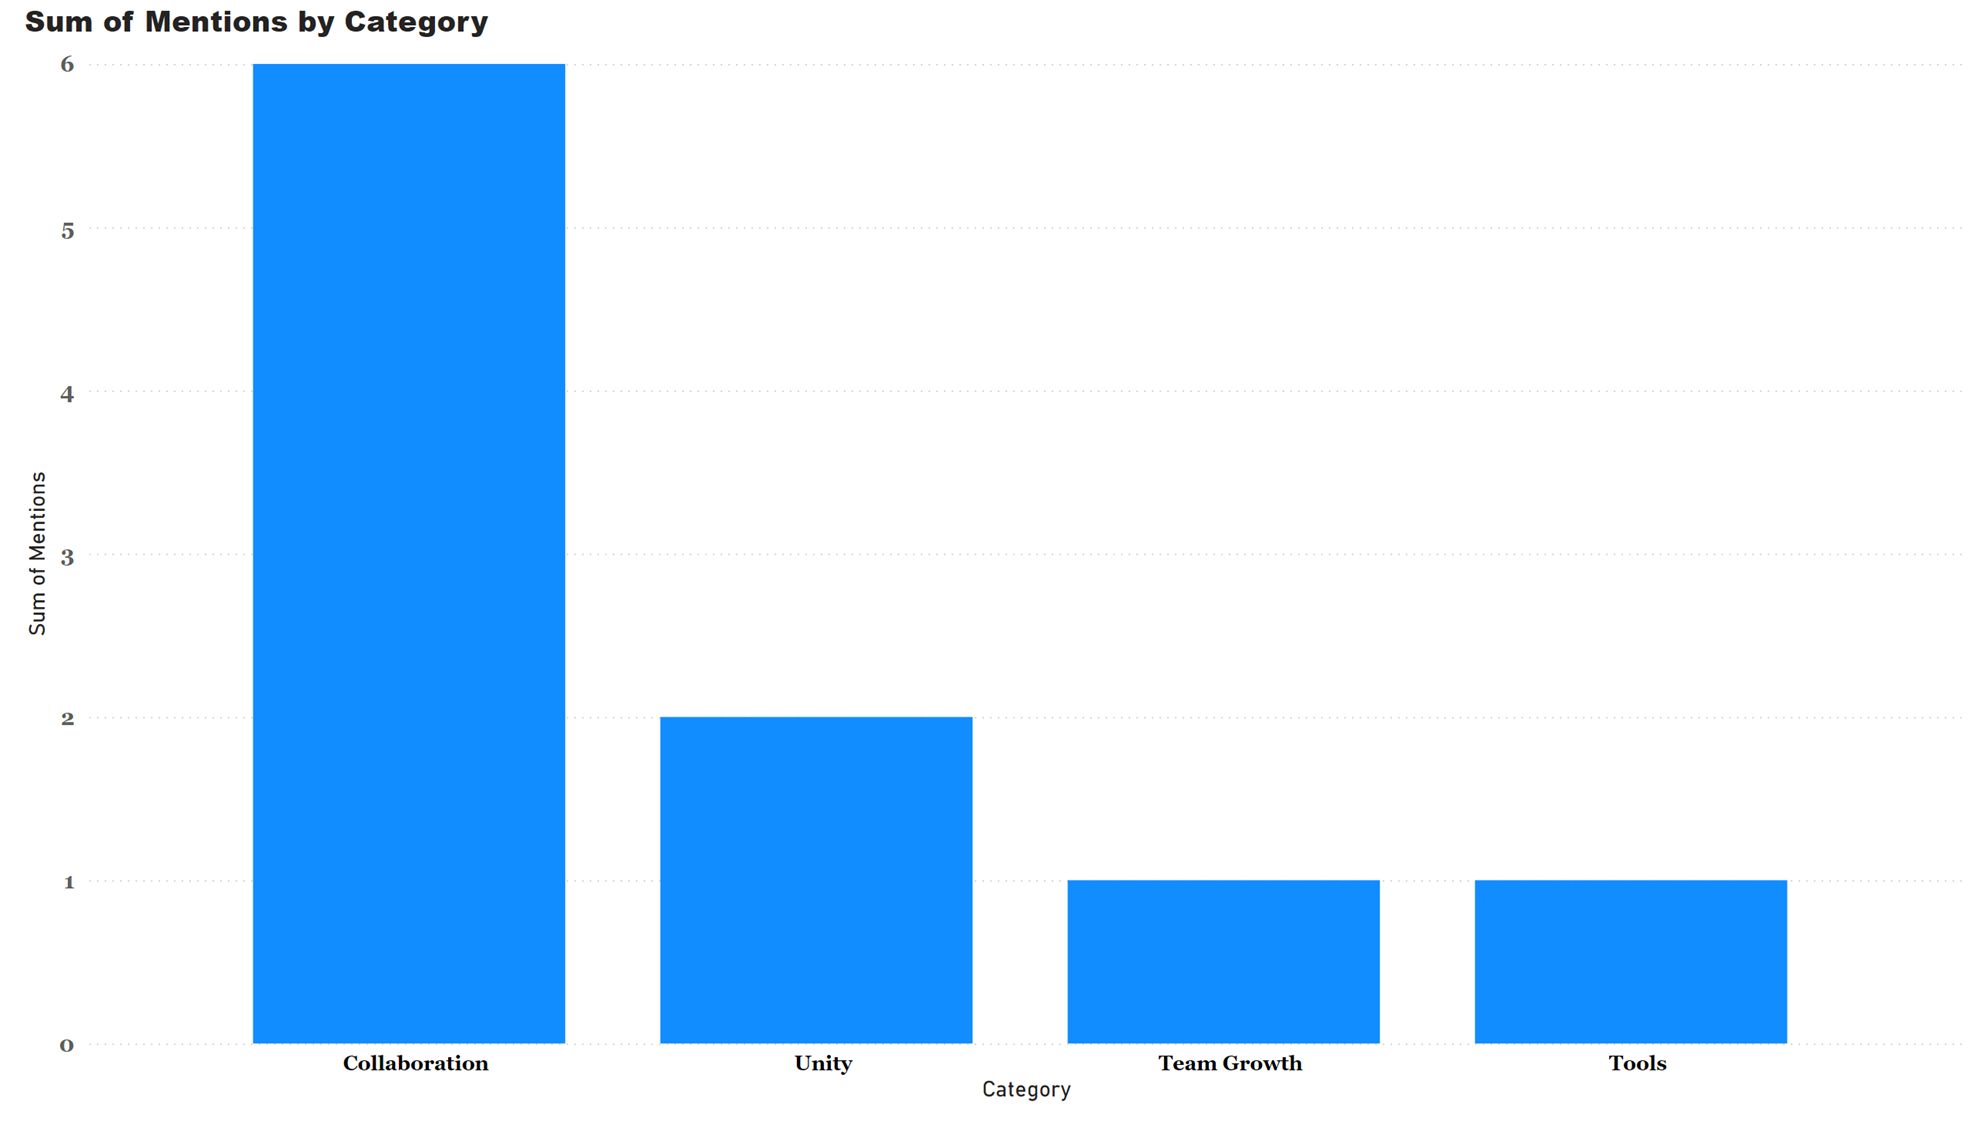 Sum of Mentions by Category
6
5
4
3
2
1
0
Sum of Mentions
Collaboration
Unity
Team Growth
Tools
Category